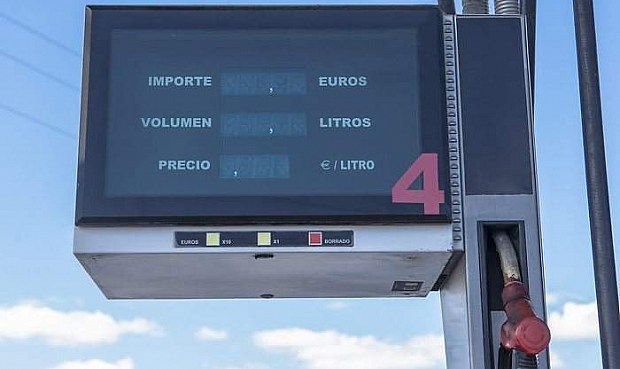 IMPORTE , EUROS
VOLUMEN , LITROS
PRECIO , €/LITRO
4
EUROS X10 X1 BORRADO